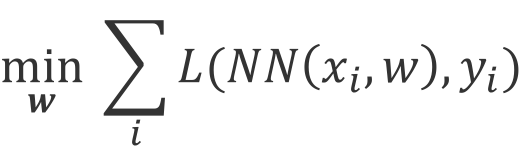 min_w ∑_i L(NN(x_i, w), y_i)